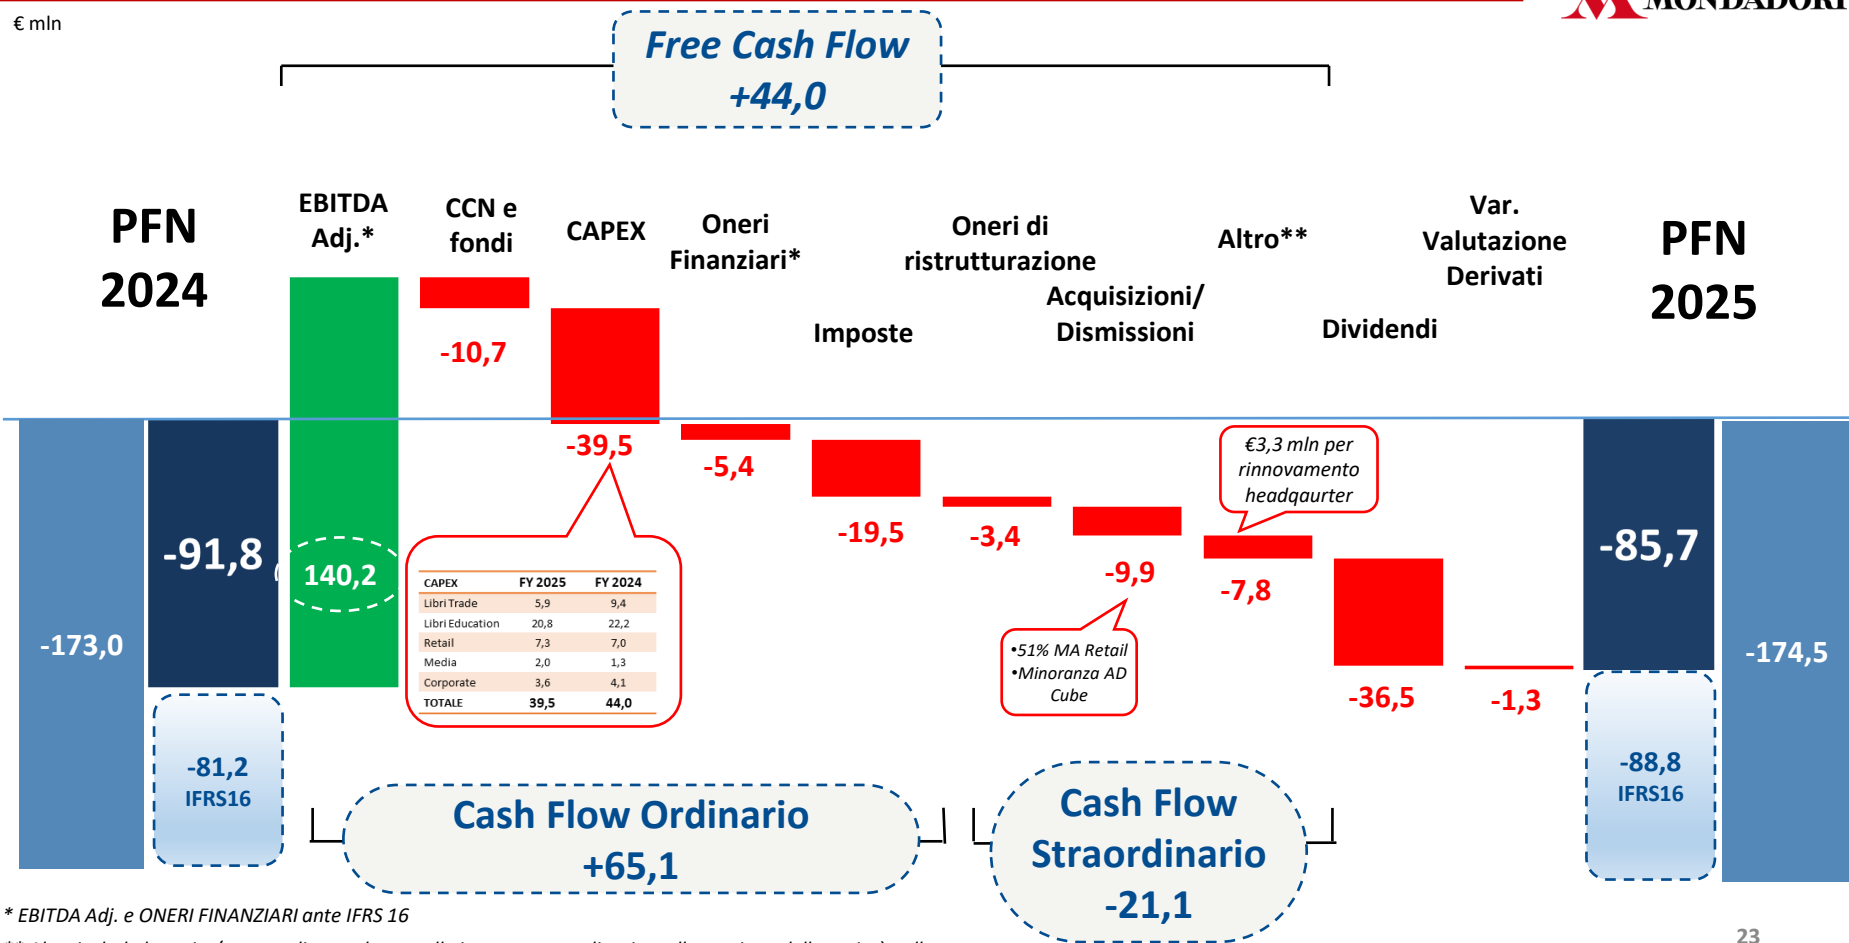 MONDADORI
€ mln
Free Cash Flow
+44,0
PFN
2024
EBITDA
Adj.*
CCN e
fondi
CAPEX
Oneri
Finanziari*
Imposte
Oneri di
ristrutturazione
Acquisizioni/
Dismissioni
Altro**
Dividendi
Var.
Valutazione
Derivati
PFN
2025
-173,0
-91,8
-81,2
IFRS16
140,2
-10,7
-39,5
-5,4
-19,5
-3,4
-9,9
-7,8
-36,5
-1,3
-85,7
-88,8
IFRS16
-174,5
€3,3 mln per
rinnovamento
headqaurter
•51% MA Retail
•Minoranza AD
Cube
CAPEX FY 2025 FY 2024
Libri Trade 5,9 9,4
Libri Education 20,8 22,2
Retail 7,3 7,0
Media 2,0 1,3
Corporate 3,6 4,1
TOTALE 39,5 44,0
Cash Flow Ordinario
+65,1
Cash Flow
Straordinario
-21,1
* EBITDA Adj. e ONERI FINANZIARI ante IFRS 16
23